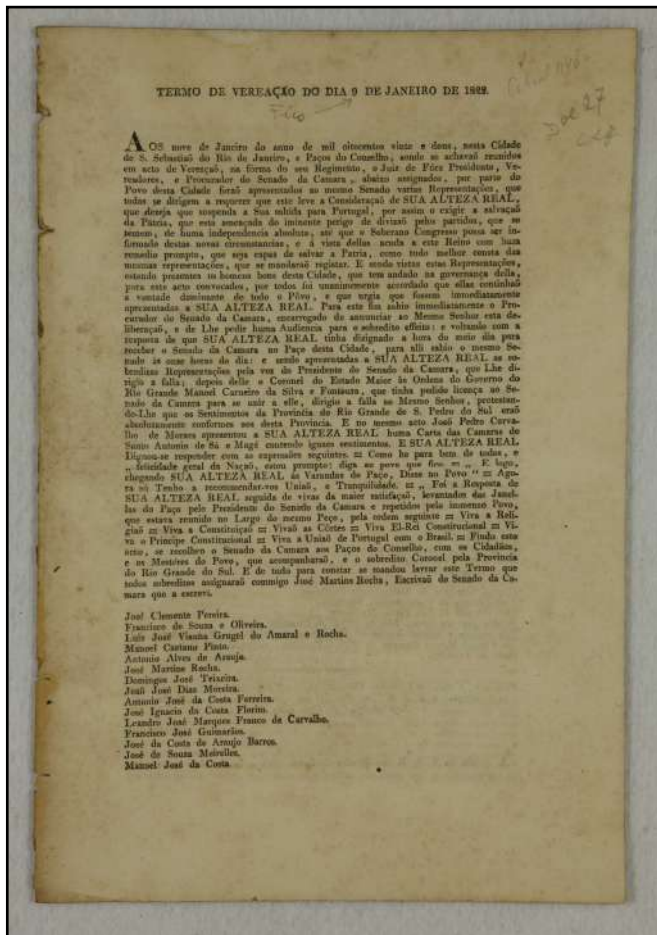 TERMO DE VEREAÇÃO DO DIA 9 DE JANEIRO DE 1822.
Fico
Doc 27
AOS nove de Janeiro do anno de mil oitocentos vinte e dous, nesta Cidade
de S. Sebastiaõ do Rio de Janeiro, e Paços do Conselho, aonde se achavaõ reunidos
em acto de Vereaçaõ, na fórma do seu Regimento, o Juiz de Fóra Presidente, Ve-
readores, e Procurador do Senado da Camara, abaixo assignados, por parte do
Povo desta Cidade foraõ apresentadas ao mesmo Senado varias Representações, que
todas se dirigem a requerer que este leve á Consideraçaõ de SUA ALTEZA REAL,
que deseja que suspenda a Sua sahida para Portugal, por assim o exigir a salvaçaõ
da Pátria, que está ameaçada do iminente perigo de divizaõ pelos partidos, que se
temem, de huma independencia absoluta, até que o Soberano Congresso possa ser in-
formado destas novas circunstancias, e á vista dellas acuda a este Reino com hum
remedio prompto, que seja capaz de salvar a Patria, como tudo melhor consta das
mesmas representações, que se mandaraõ registar. E sendo vistas estas Representações,
estando presentes os homens bons desta Cidade, que tem andado na governança della,
para este acto convocados, por todos foi unanimemente accordado que ellas continhaõ
a vontade dominante de todo o Pôvo, e que urgia que fossem immediatamente
apresentadas a SUA ALTEZA REAL. Para este fim sahio immediatamente o Pro-
curador do Senado da Camara, encarregado de annunciar ao Mesmo Senhor esta de-
liberaçaõ, e de Lhe pedir huma Audiencia para o sobredito effeito: e voltando com a
resposta de que SUA ALTEZA REAL tinha dignado a hora do meio dia para
receber o Senado da Camara no Paço desta Cidade, para alli sahio o mesmo Se-
nado ás onze horas do dia: e sendo apresentadas a SUA ALTEZA REAL as so-
breditas Representações pela voz do Prezidente do Senado da Camara, que Lhe di-
rigio a falla; depois delle o Coronel do Estado Maior ás Ordens do Governo do
Rio Grande Manoel Carneiro da Silva e Fontoura, que tinha pedido licença ao Se-
nado da Camara para se unir a elle, dirigio a falla ao Mesmo Senhor, protestan-
do-Lhe que os Sentimentos da Provincia do Rio Grande de S. Pedro do Sul eraõ
absolutamente conformes aos desta Provincia. E no mesmo acto Joaõ Pedro Carva-
lho de Moraes apresentou a SUA ALTEZA REAL huma Carta das Camaras de
Santo Antonio de Sá e Magé contendo iguaes sentimentos. E SUA ALTEZA REAL
Dignou-se responder com as expressões seguintes. = Como he para bem de todos, e
„ felicidade geral da Naçaõ, estou prompto: diga ao povo que fico. = „ E logo,
chegando SUA ALTEZA REAL ás Varandas do Paço, Disse ao Povo “ = Ago-
ra só Tenho a recommendar-vos Uniaõ, e Tranquilidade. = „ Foi a Resposta de
SUA ALTEZA REAL seguida de vivas da maior satisfaçaõ, levantados das Janel-
las do Paço pelo Prezidente do Senado da Camara e repetidos pelo immenso Povo,
que estava reunido no Largo do mesmo Paço, pela ordem seguinte = Viva a Reli-
giaõ = Viva a Constituiçaõ = Vivaõ as Côrtes = Viva El-Rei Constitucional = Vi-
va o Principe Constitucional = Viva a Uniaõ de Portugal com o Brasil. = Findo este
acto, se recolheo o Senado da Camara aos Paços do Conselho, com os Cidadãos,
e os Mestéres do Povo, que acompanharaõ, e o sobredito Coronel pela Provincia
do Rio Grande do Sul. E de tudo para constar se mandou lavrar este Termo que
todos sobreditos assignaraõ commigo José Martins Rocha, Escrivaõ do Senado da Ca-
mara que a escrevi.
José Clemente Pereira.
Francisco de Souza e Oliveira.
Luis José Vianna Grugel do Amaral e Rocha.
Manoel Caetano Pinto.
Antonio Alves de Araujo.
José Martins Rocha.
Domingos José Teixeira.
Joaõ José Dias Moreira.
Antonio José da Costa Ferreira.
José Ignacio da Costa Florim.
Leandro José Marques Franco de Carvalho.
Francisco José Guimarães.
José da Costa de Araujo Barros.
José de Souza Meirelles.
Manoel José da Costa